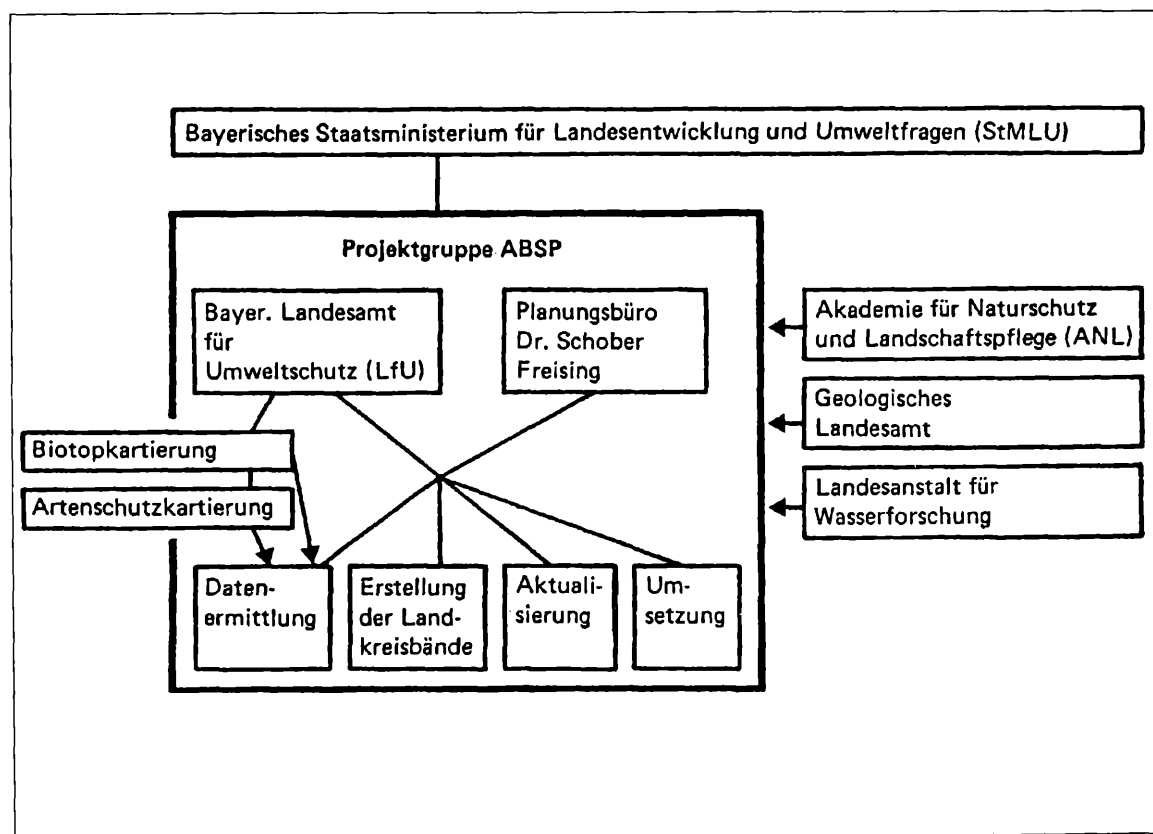 Bayerisches Staatsministerium für Landesentwicklung und Umweltfragen (StMLU)
Projektgruppe ABSP
Bayer. Landesamt
für
Umweltschutz (LfU)
Planungsbüro
Dr. Schober
Freising
Akademie für Naturschutz
und Landschaftspflege (ANL)
Geologisches
Landesamt
Landesanstalt für
Wasserforschung
Biotopkartierung
Artenschutzkartierung
Daten-
ermittlung
Erstellung
der Land-
kreisbände
Aktuali-
sierung
Um-
setzung